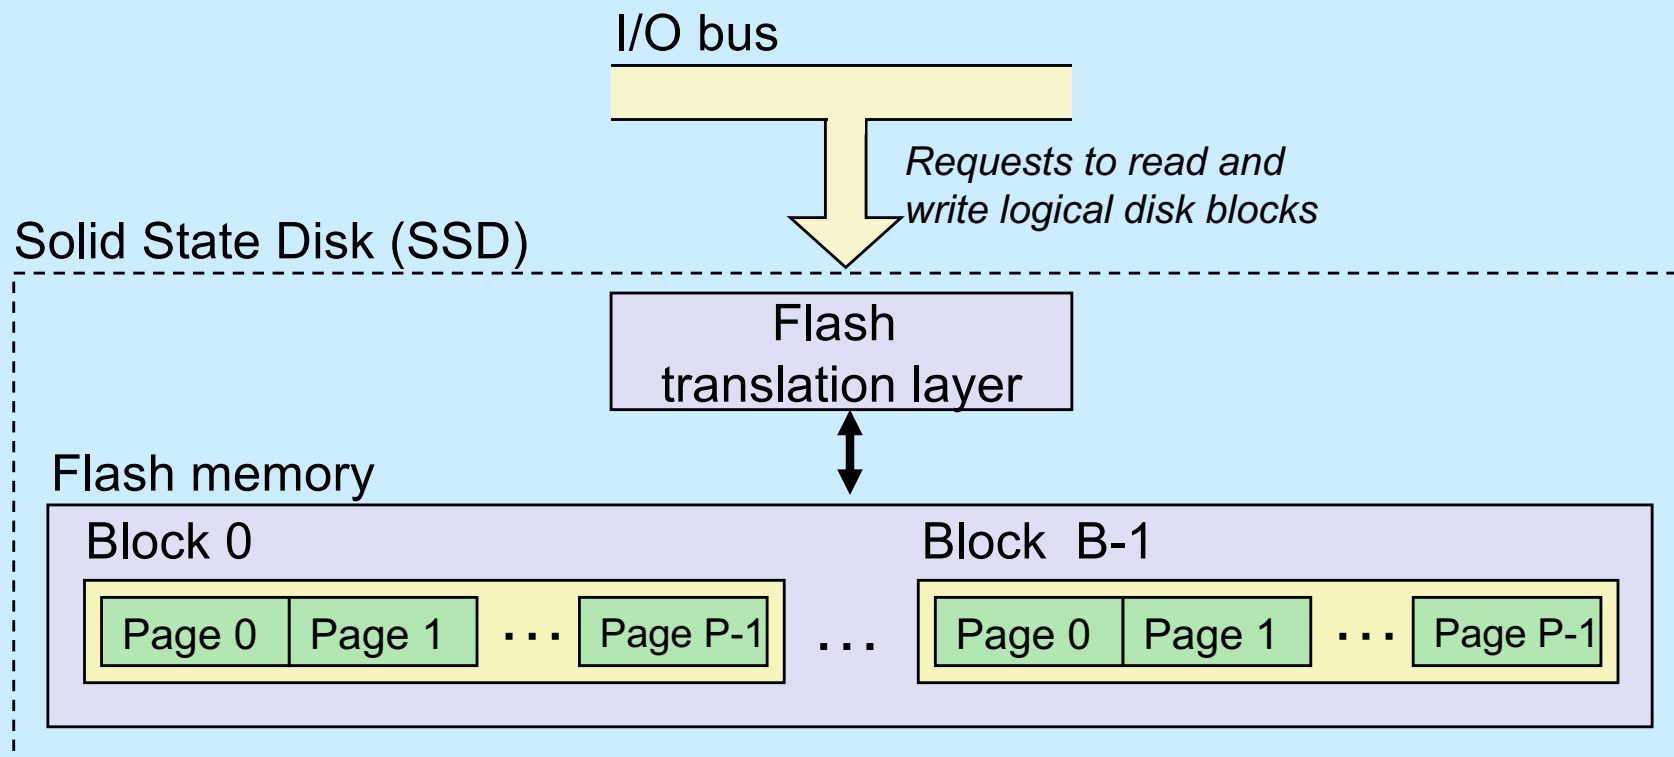 I/O bus
Requests to read and
write logical disk blocks
Solid State Disk (SSD)
Flash
translation layer
Flash memory
Block 0
Block B-1
Page 0 Page 1 ... Page P-1 ... Page 0 Page 1 ... Page P-1